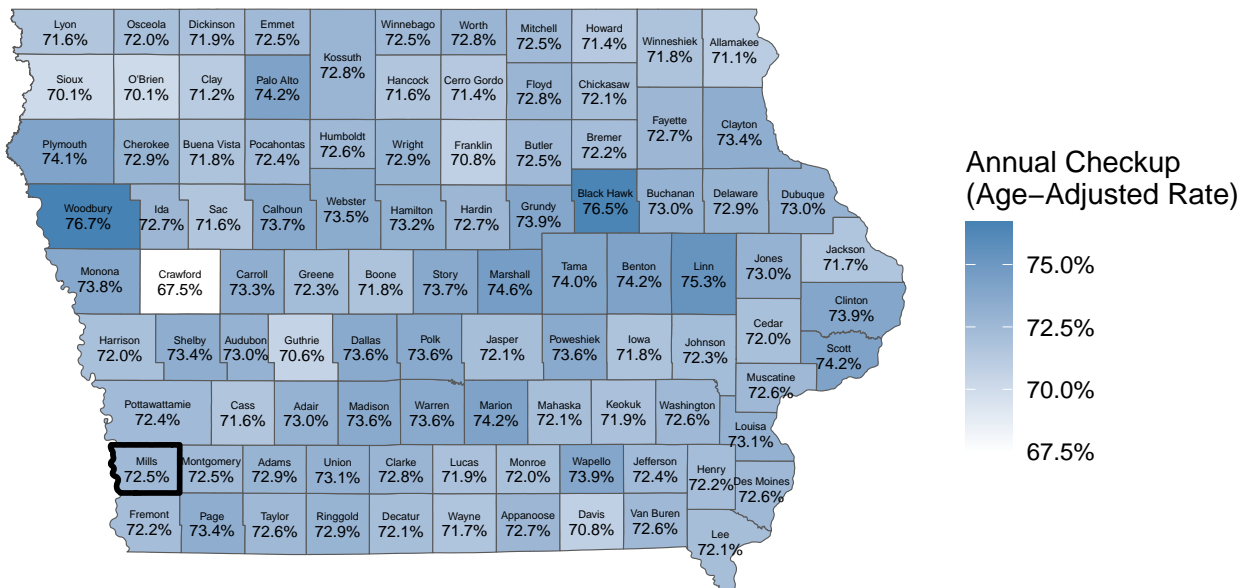 Lyon
71.6%
Osceola
72.0%
Dickinson
71.9%
Emmet
72.5%
Kossuth
72.8%
Winnebago
72.5%
Worth
72.8%
Mitchell
72.5%
Howard
71.4%
Winneshiek
71.8%
Allamakee
71.1%
Sioux
70.1%
O'Brien
70.1%
Clay
71.2%
Palo Alto
74.2%
Hancock
71.6%
Cerro Gordo
71.4%
Floyd
72.8%
Chickasaw
72.1%
Fayette
72.7%
Clayton
73.4%
Plymouth
74.1%
Cherokee
72.9%
Buena Vista
71.8%
Pocahontas
72.4%
Humboldt
72.6%
Wright
72.9%
Franklin
70.8%
Butler
72.5%
Bremer
72.2%
Woodbury
76.7%
Ida
72.7%
Sac
71.6%
Calhoun
73.7%
Webster
73.5%
Hamilton
73.2%
Hardin
72.7%
Grundy
73.9%
Black Hawk
76.5%
Buchanan
73.0%
Delaware
72.9%
Dubuque
73.0%
Monona
73.8%
Crawford
67.5%
Carroll
73.3%
Greene
72.3%
Boone
71.8%
Story
73.7%
Marshall
74.6%
Tama
74.0%
Benton
74.2%
Linn
75.3%
Jones
73.0%
Jackson
71.7%
Clinton
73.9%
Harrison
72.0%
Shelby
73.4%
Audubon
73.0%
Guthrie
70.6%
Dallas
73.6%
Polk
73.6%
Jasper
72.1%
Poweshiek
73.6%
Iowa
71.8%
Johnson
72.3%
Cedar
72.0%
Scott
74.2%
Muscatine
72.6%
Pottawattamie
72.4%
Cass
71.6%
Adair
73.0%
Madison
73.6%
Warren
73.6%
Marion
74.2%
Mahaska
72.1%
Keokuk
71.9%
Washington
72.6%
Louisa
73.1%
Mills
72.5%
Montgomery
72.5%
Adams
72.9%
Union
73.1%
Clarke
72.8%
Lucas
71.9%
Monroe
72.0%
Wapello
73.9%
Jefferson
72.4%
Henry
72.2%
Des Moines
72.6%
Fremont
72.2%
Page
73.4%
Taylor
72.6%
Ringgold
72.9%
Decatur
72.1%
Wayne
71.7%
Appanoose
72.7%
Davis
70.8%
Van Buren
72.6%
Lee
72.1%
Annual Checkup
(Age−Adjusted Rate)
75.0%
72.5%
70.0%
67.5%